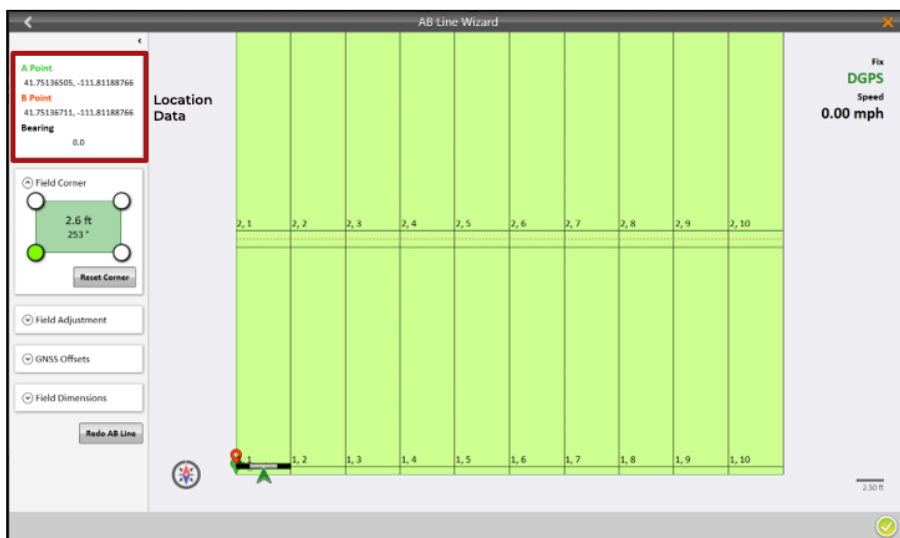 AB Line Wizard
A Point
41.75136505, -111.81188766
B Point
41.75136711, -111.81188766
Bearing
0.0
Location
Data
Fix
DGPS
Speed
0.00 mph
Field Corner
2.6 ft
253 °
Reset Corner
Field Adjustment
GNSS Offsets
Field Dimensions
Redo AB Line
2, 1 2, 2 2, 3 2, 4 2, 5 2, 6 2, 7 2, 8 2, 9 2, 10
1 1, 2 1, 3 1, 4 1, 5 1, 6 1, 7 1, 8 1, 9 1, 10
2.50 ft